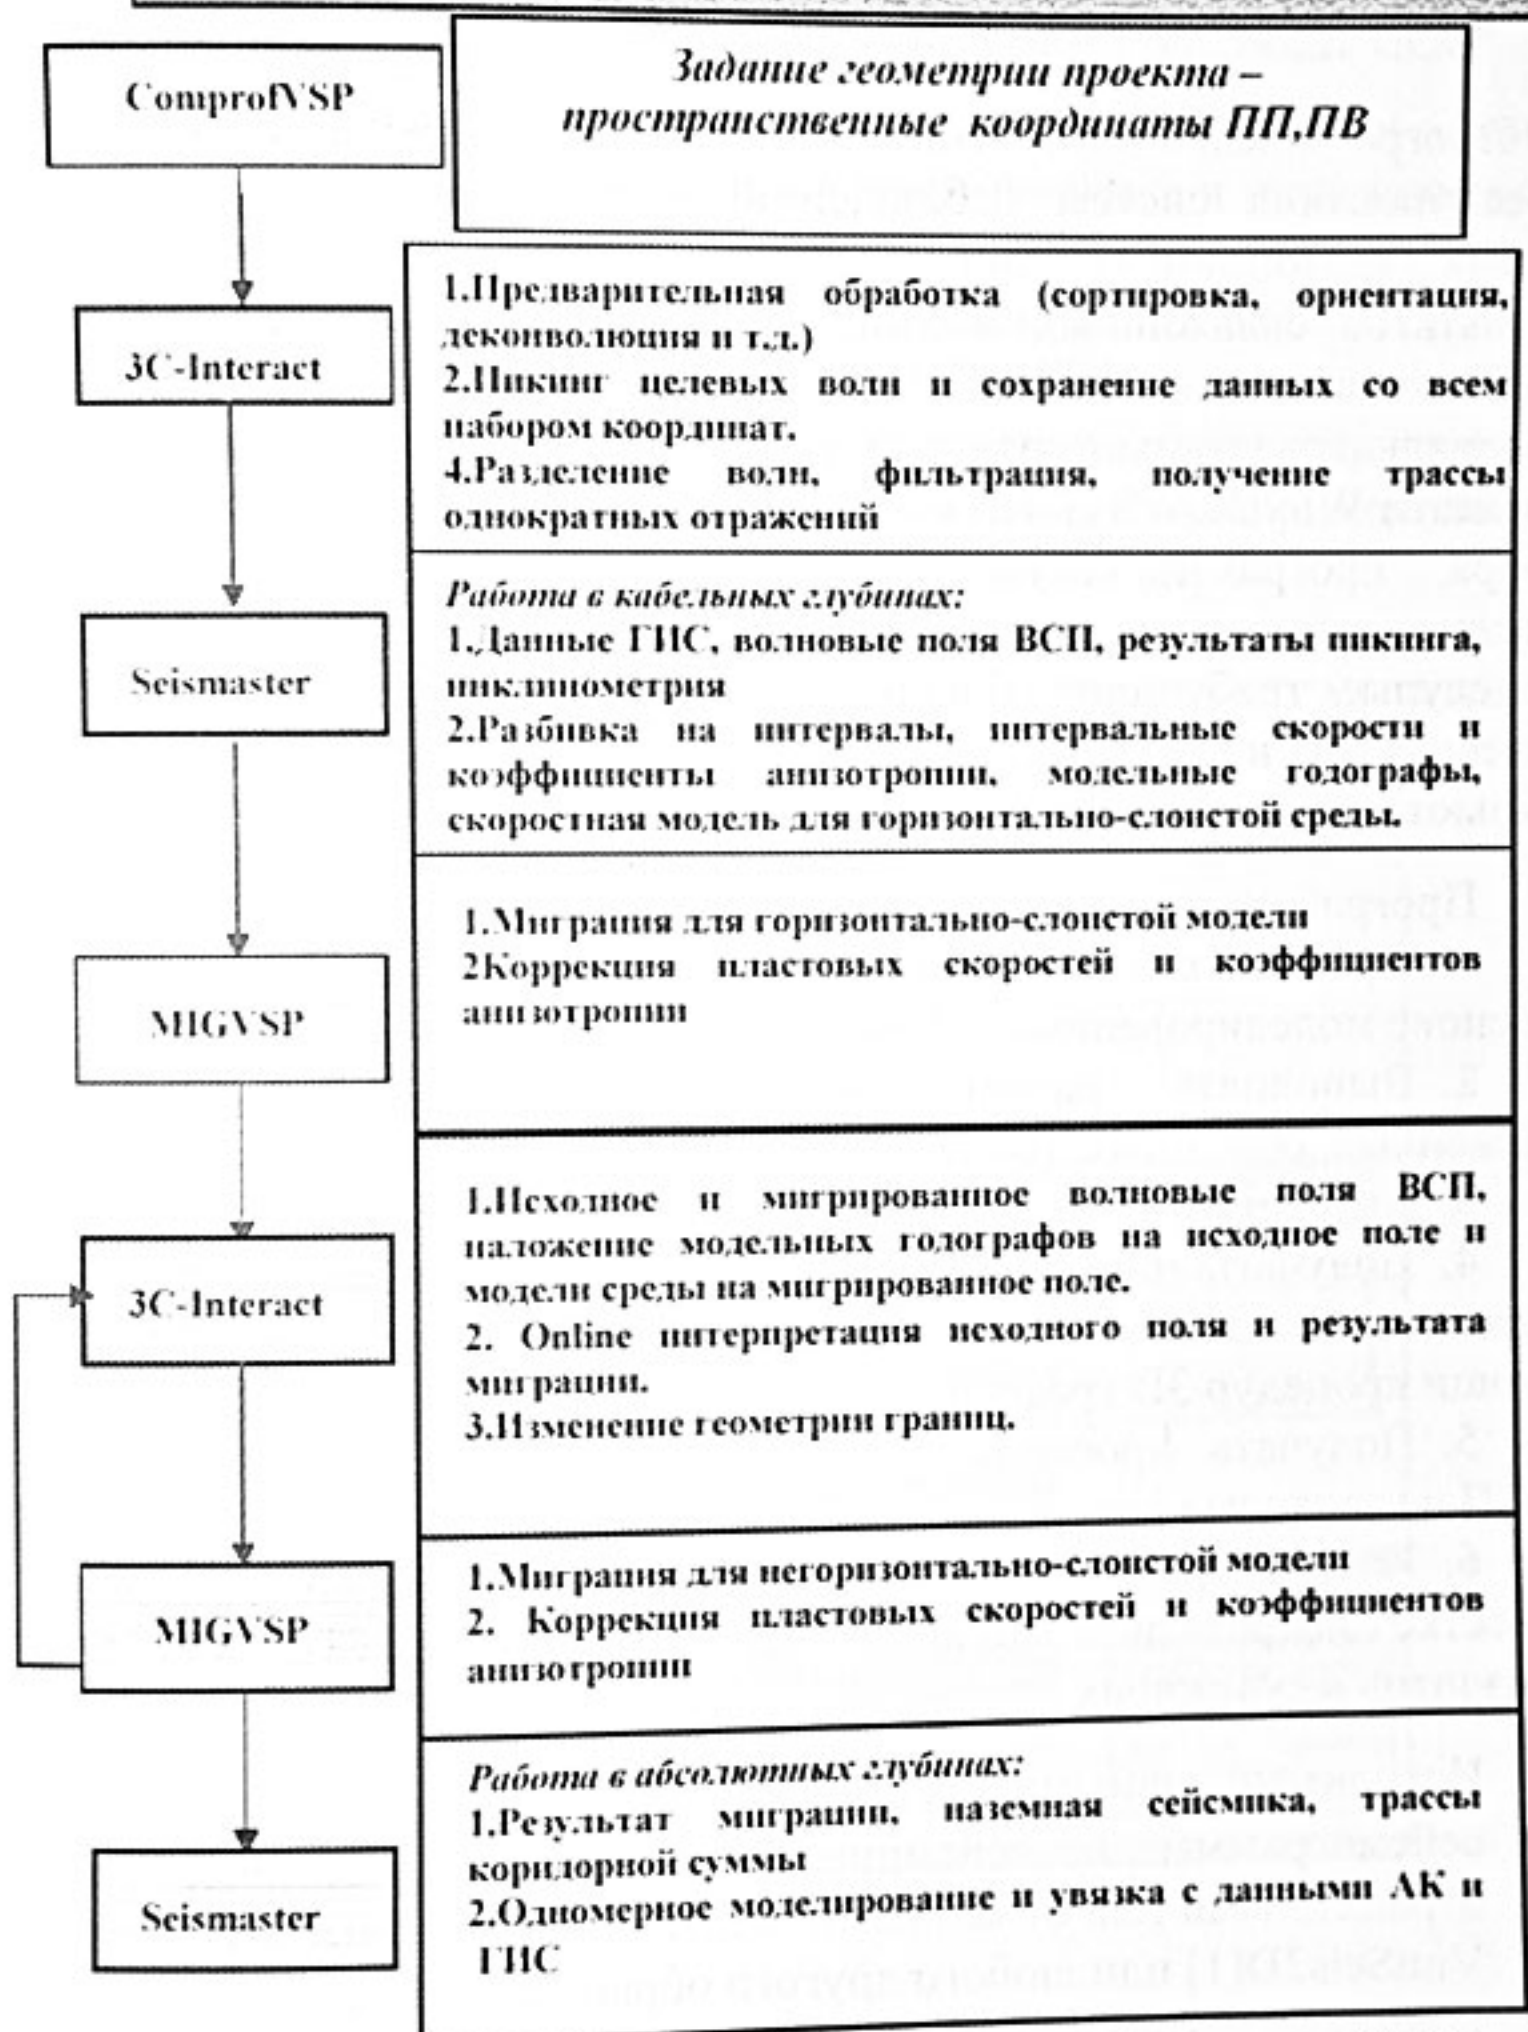 ComprofVSP
Задание геометрии проекта –
пространственные координаты ПП,ПВ
3C-Interact
1.Предварительная обработка (сортировка, ориентация,
деконволюция и т.д.)
2.Пикинг целевых волн и сохранение данных со всем
набором координат.
4.Разделение волн, фильтрация, получение трассы
однократных отражений
Seismaster
Работа в кабельных глубинах:
1.Данные ГИС, волновые поля ВСП, результаты пикинга,
инклинометрия
2.Разбивка на интервалы, интервальные скорости и
коэффициенты анизотропии, модельные годографы,
скоростная модель для горизонтально-слоистой среды.
MIGVSP
1.Миграция для горизонтально-слоистой модели
2Коррекция пластовых скоростей и коэффициентов
анизотропии
3C-Interact
1.Исходное и мигрированное волновые поля ВСП,
наложение модельных годографов на исходное поле и
модели среды на мигрированное поле.
2. Online интерпретация исходного поля и результата
миграции.
3.Изменение геометрии границ.
MIGVSP
1.Миграция для негоризонтально-слоистой модели
2. Коррекция пластовых скоростей и коэффициентов
анизотропии
Seismaster
Работа в абсолютных глубинах:
1.Результат миграции, наземная сейсмика, трассы
коридорной суммы
2.Одномерное моделирование и увязка с данными АК и
ГИС